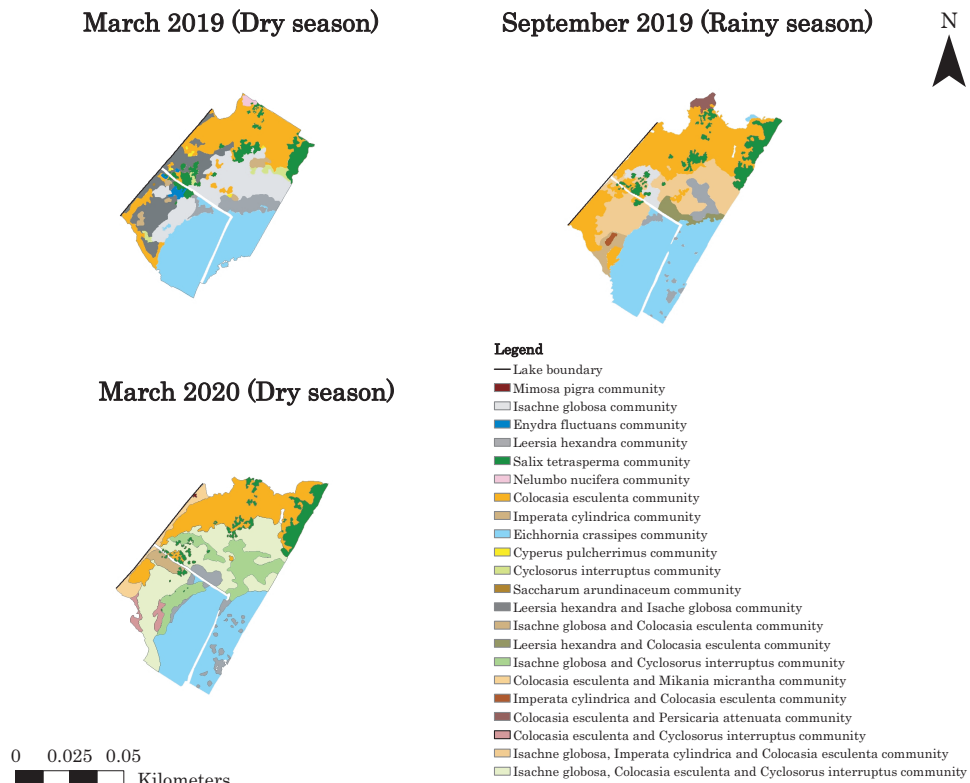 March 2019 (Dry season)
September 2019 (Rainy season)
N
March 2020 (Dry season)
Legend
Lake boundary
Mimosa pigra community
Isachne globosa community
Enydra fluctuans community
Leersia hexandra community
Salix tetrasperma community
Nelumbo nucifera community
Colocasia esculenta community
Imperata cylindrica community
Eichhornia crassipes community
Cyperus pulcherrimus community
Cyclosorus interruptus community
Saccharum arundinaceum community
Leersia hexandra and Isache globosa community
Isachne globosa and Colocasia esculenta community
Leersia hexandra and Colocasia esculenta community
Isachne globosa and Cyclosorus interruptus community
Colocasia esculenta and Mikania micrantha community
Imperata cylindrica and Colocasia esculenta community
Colocasia esculenta and Persicaria attenuata community
Colocasia esculenta and Cyclosorus interruptus community
Isachne globosa, Imperata cylindrica and Colocasia esculenta community
Isachne globosa, Colocasia esculenta and Cyclosorus interruptus community
0 0.025 0.05
Kilometers